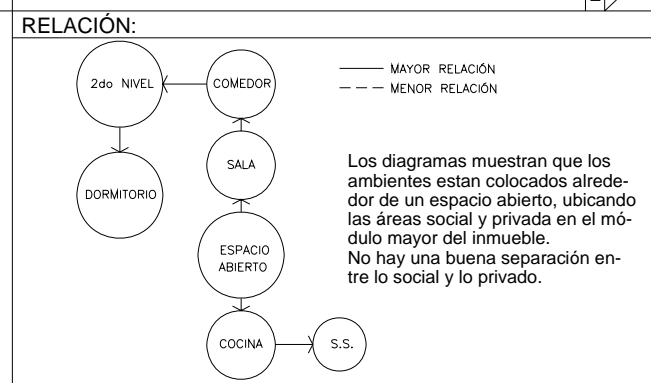 RELACIÓN:
2do NIVEL
COMEDOR
MAYOR RELACIÓN
MENOR RELACIÓN
SALA
DORMITORIO
Los diagramas muestran que los
ambientes estan colocados alrede-
dor de un espacio abierto, ubicando
las áreas social y privada en el mó-
dulo mayor del inmueble.
No hay una buena separación en-
tre lo social y lo privado.
ESPACIO
ABIERTO
COCINA
S.S.